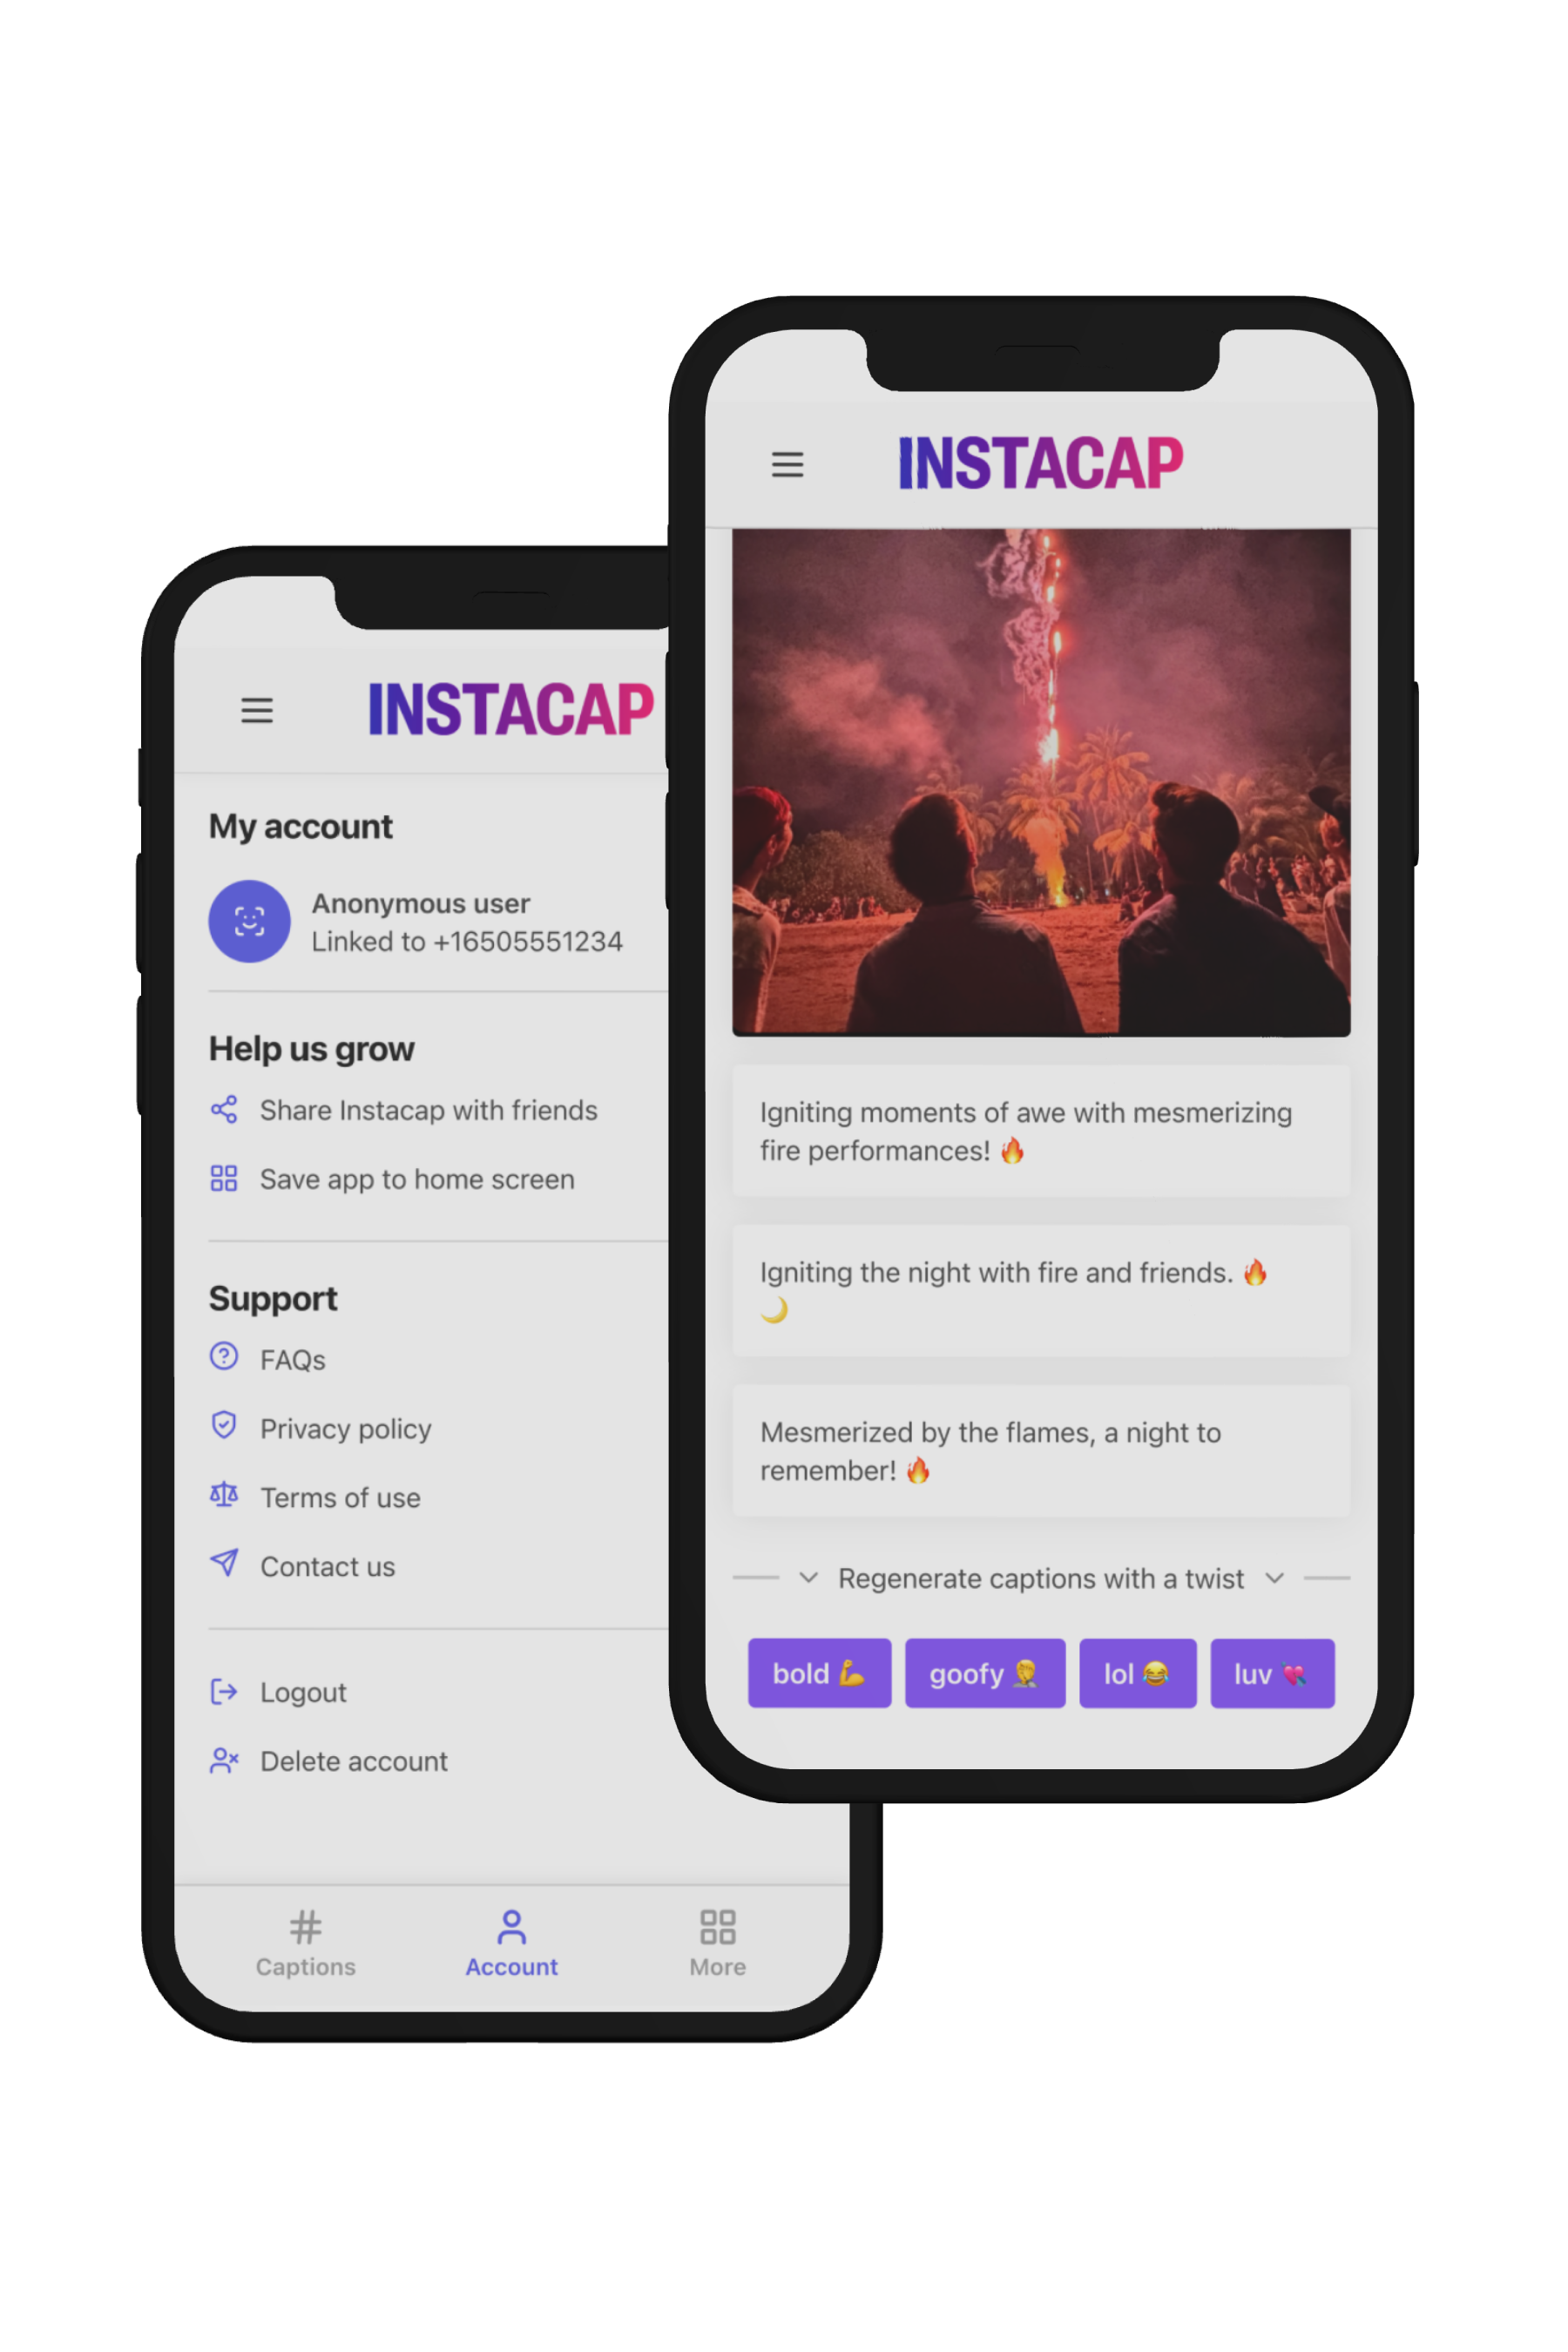 INSTACAP
My account
Anonymous user
Linked to +16505551234
Help us grow
Share Instacap with friends
Save app to home screen
Support
FAQs
Privacy policy
Terms of use
Contact us
Logout
Delete account
Captions
Account
More
INSTACAP
Igniting moments of awe with mesmerizing
fire performances! 🔥
Igniting the night with fire and friends. 🔥
🌙
Mesmerized by the flames, a night to
remember! 🔥
Regenerate captions with a twist
bold 💪
goofy 🤦
lol 😂
luv 💘